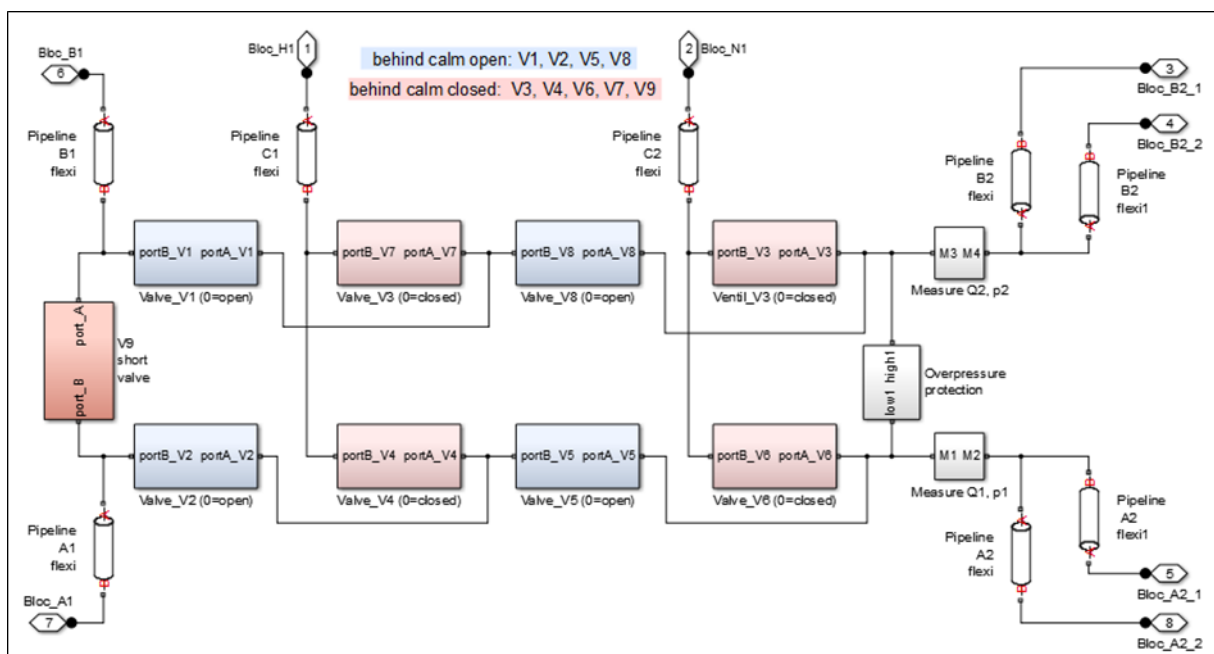 Bloc_B1
6
Bloc_H1
1
behind calm open: V1, V2, V5, V8
behind calm closed: V3, V4, V6, V7, V9
2
Bloc_N1
3
Bloc_B2_1
4
Bloc_B2_2
A
Pipeline
B1
flexi
B
A
Pipeline
C1
flexi
B
A
Pipeline
C2
flexi
B
B
Pipeline
B2
flexi
A
B
Pipeline
B2
flexi1
A
portB_V1 portA_V1
Valve_V1 (0=open)
portB_V7 portA_V7
Valve_V3 (0=closed)
portB_V8 portA_V8
Valve_V8 (0=open)
portB_V3 portA_V3
Ventil_V3 (0=closed)
M3 M4
Measure Q2, p2
port_A
port_B
V9
short
valve
low1 high1
Overpressure
protection
portB_V2 portA_V2
Valve_V2 (0=open)
portB_V4 portA_V4
Valve_V4 (0=closed)
portB_V5 portA_V5
Valve_V5 (0=open)
portB_V6 portA_V6
Valve_V6 (0=closed)
M1 M2
Measure Q1, p1
A
Pipeline
A1
flexi
B
A
Pipeline
A2
flexi
B
B
Pipeline
A2
flexi1
A
Bloc_A1
7
5
Bloc_A2_1
8
Bloc_A2_2